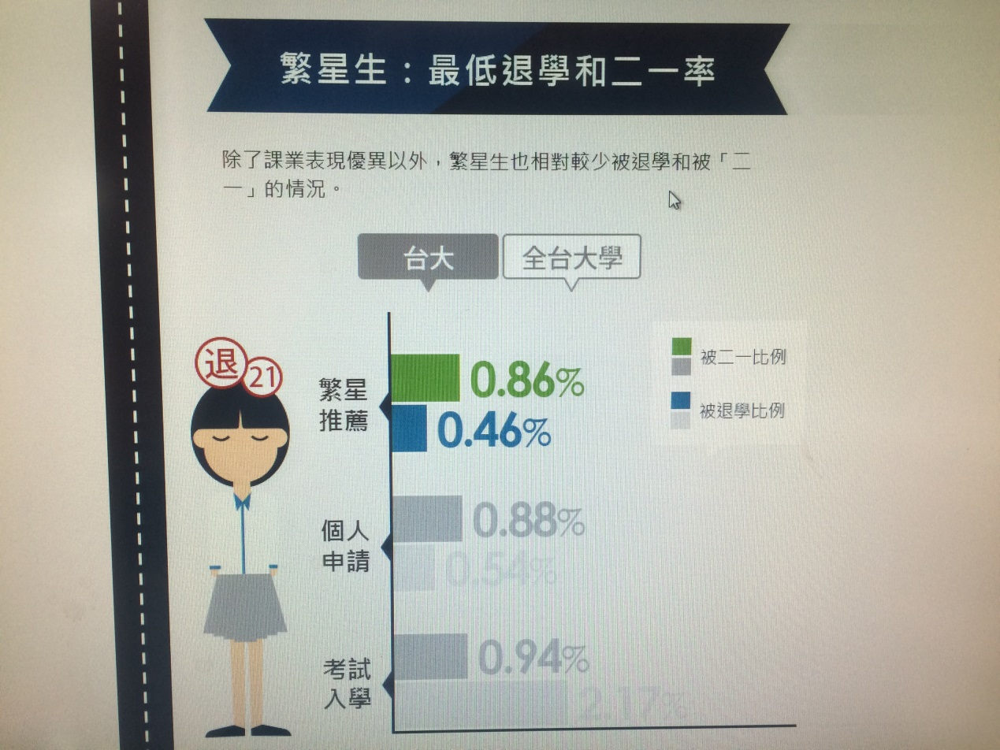 繁星生：最低退學和二一率
除了課業表現優異以外，繁星生也相對較少被退學和被「二
一」的情況。
台大
全台大學
退
21
繁星
推薦
0.86%
0.46%
被二一比例
被退學比例
個人
申請
0.88%
0.54%
考試
入學
0.94%
2.17%